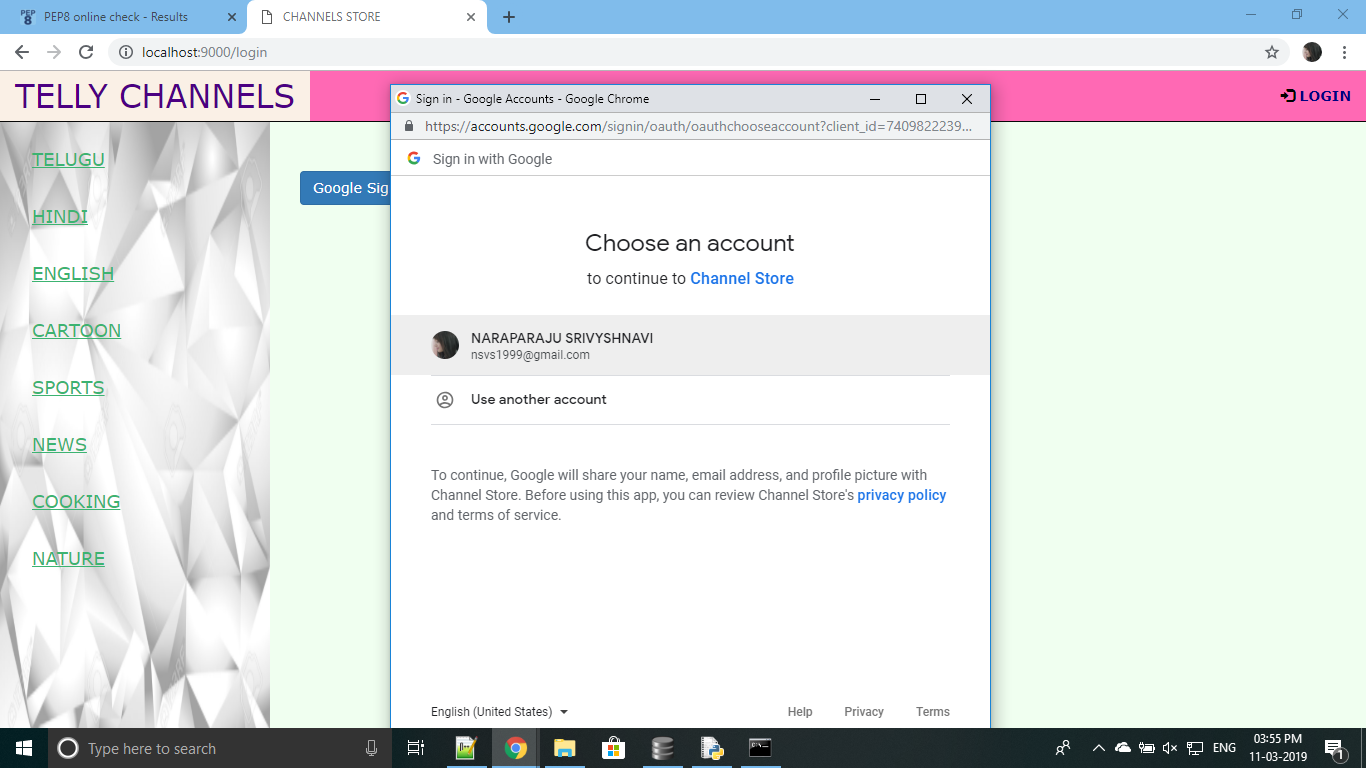 PEP8 online check - Results
CHANNELS STORE
localhost:9000/login
TELLY CHANNELS
LOGIN
TELUGU
HINDI
ENGLISH
CARTOON
SPORTS
NEWS
COOKING
NATURE
Google Sig
Sign in - Google Accounts - Google Chrome
https://accounts.google.com/signin/oauth/oauthchooseaccount?client_id=7409822239...
Sign in with Google
Choose an account
to continue to Channel Store
NARAPARAJU SRIVYSHNAVI
nsvs1999@gmail.com
Use another account
To continue, Google will share your name, email address, and profile picture with
Channel Store. Before using this app, you can review Channel Store's privacy policy
and terms of service.
English (United States)
Help Privacy Terms
Type here to search
ENG
03:55 PM
11-03-2019
1